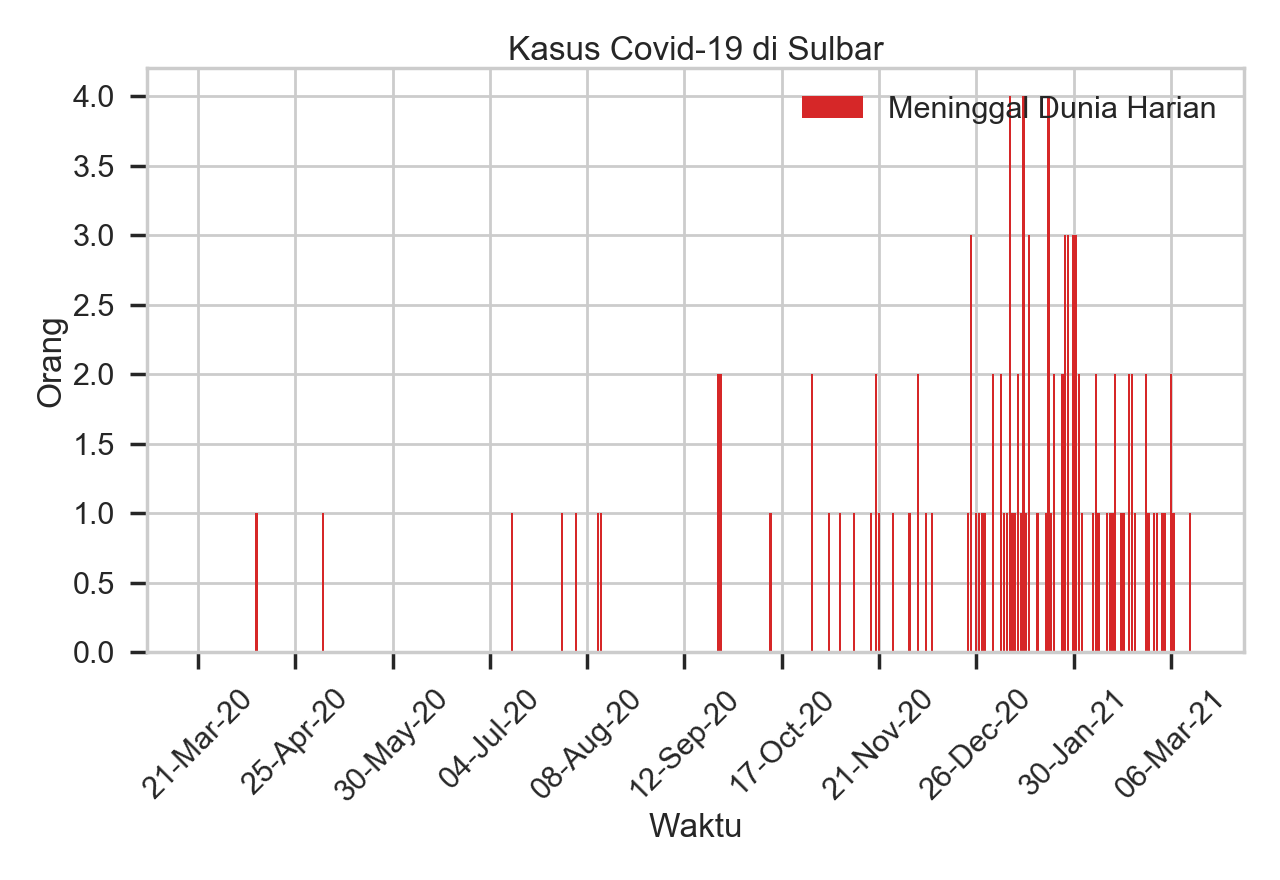 Kasus Covid-19 di Sulbar
Meninggal Dunia Harian
4.0
3.5
3.0
2.5
2.0
1.5
1.0
0.5
0.0
Orang
21-Mar-20
25-Apr-20
30-May-20
04-Jul-20
08-Aug-20
12-Sep-20
17-Oct-20
21-Nov-20
26-Dec-20
30-Jan-21
06-Mar-21
Waktu